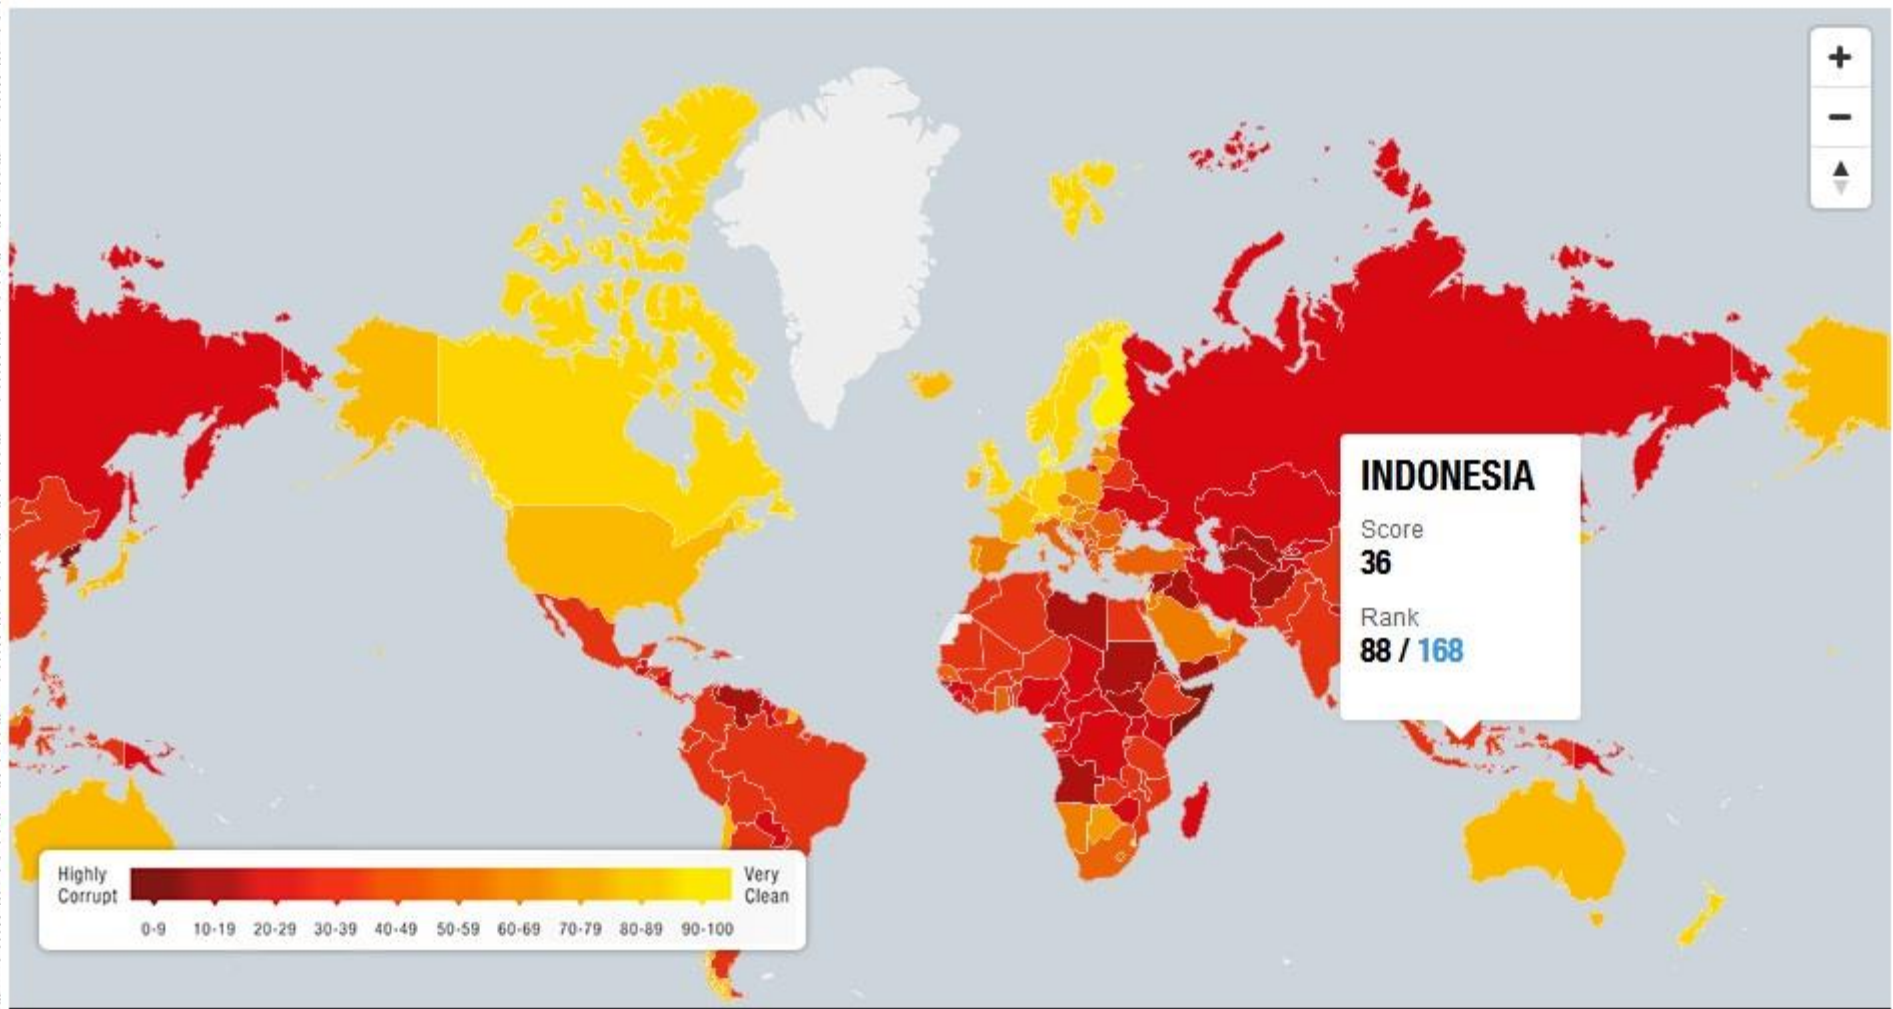 +
−
INDONESIA
Score
36
Rank
88 / 168
Highly
Corrupt
Very
Clean
0-9 10-19 20-29 30-39 40-49 50-59 60-69 70-79 80-89 90-100